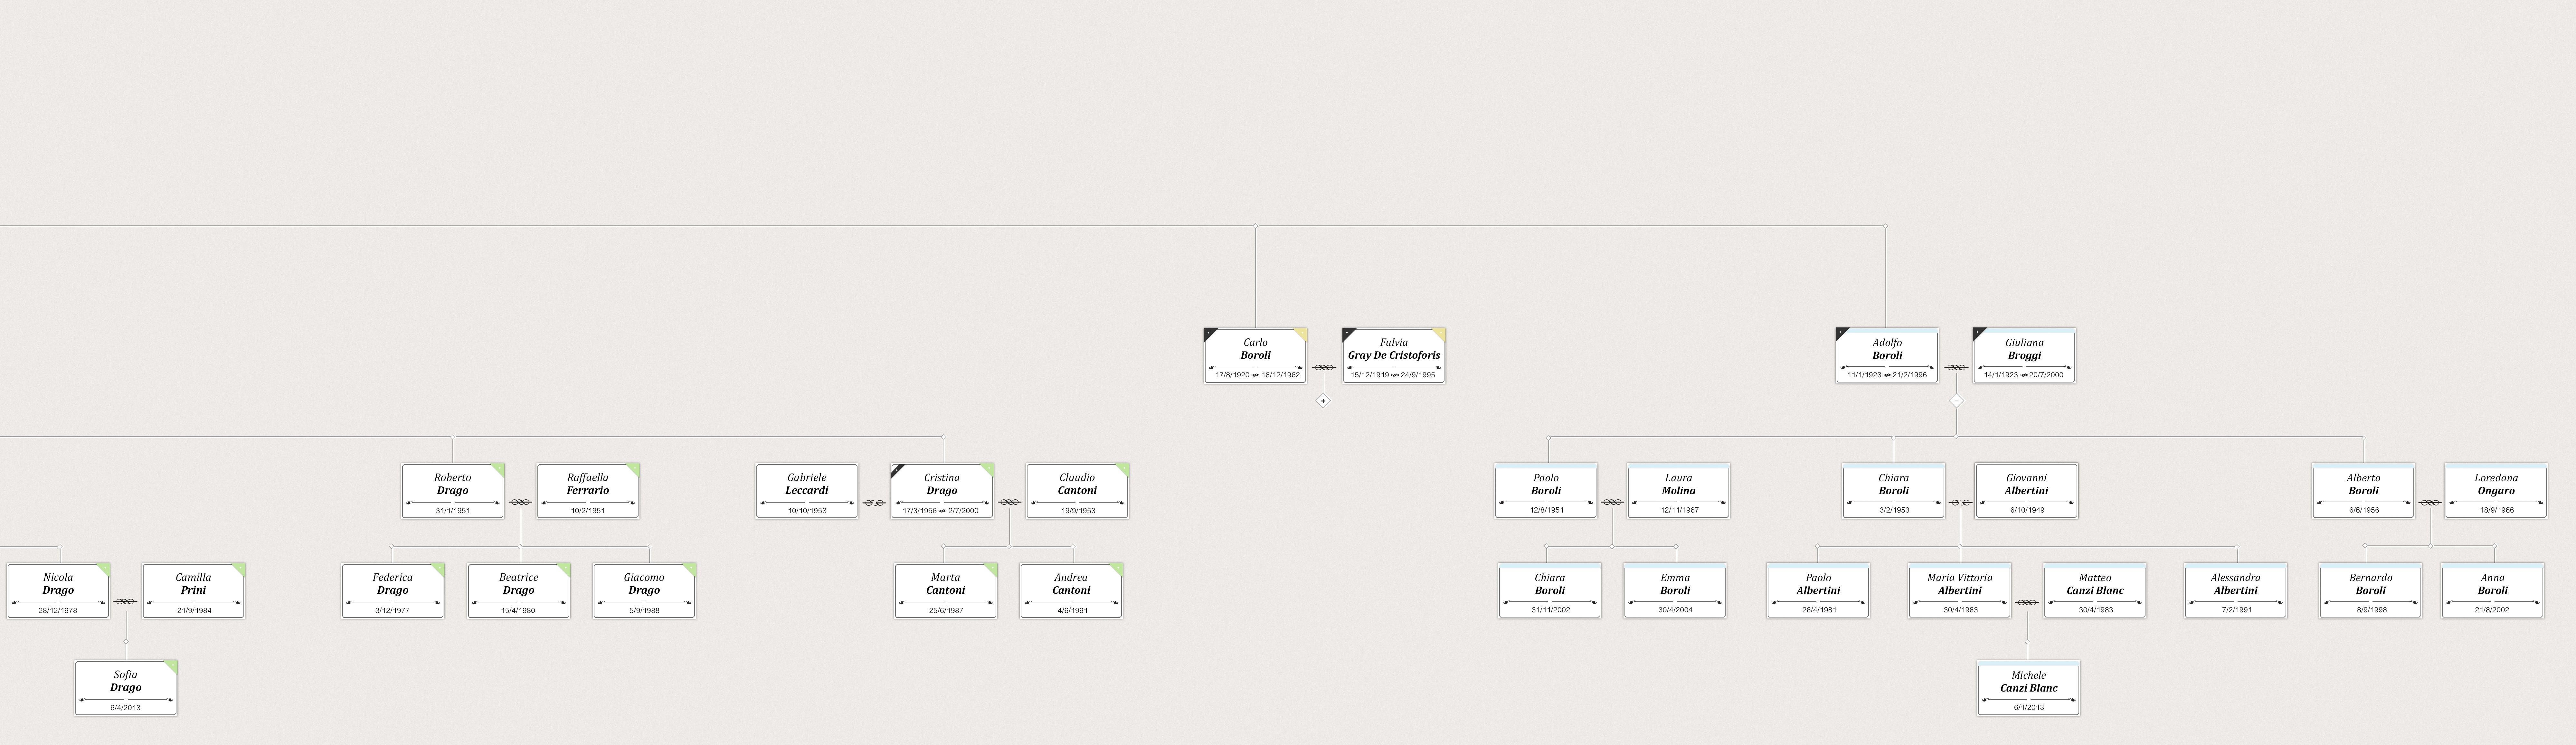 Carlo
Boroli
17/8/1920 18/12/1962
Fulvia
Gray De Cristoforis
15/12/1919 24/9/1995
+
Adolfo
Boroli
11/1/1923 21/2/1996
Giuliana
Broggi
14/1/1923 20/7/2000
−
Roberto
Drago
31/1/1951
Raffaella
Ferrario
10/2/1951
Gabriele
Leccardi
10/10/1953
Cristina
Drago
17/3/1956 2/7/2000
Claudio
Cantoni
19/9/1953
Paolo
Boroli
12/8/1951
Laura
Molina
12/11/1967
Chiara
Boroli
3/2/1953
Giovanni
Albertini
6/10/1949
Alberto
Boroli
6/6/1956
Loredana
Ongaro
18/9/1966
Nicola
Drago
28/12/1978
Camilla
Prini
21/9/1984
Federica
Drago
3/12/1977
Beatrice
Drago
15/4/1980
Giacomo
Drago
5/9/1988
Marta
Cantoni
25/6/1987
Andrea
Cantoni
4/6/1991
Chiara
Boroli
31/11/2002
Emma
Boroli
30/4/2004
Paolo
Albertini
26/4/1981
Maria Vittoria
Albertini
30/4/1983
Matteo
Canzi Blanc
30/4/1983
Alessandra
Albertini
7/2/1991
Bernardo
Boroli
8/9/1998
Anna
Boroli
21/8/2002
Sofia
Drago
6/4/2013
Michele
Canzi Blanc
6/1/2013